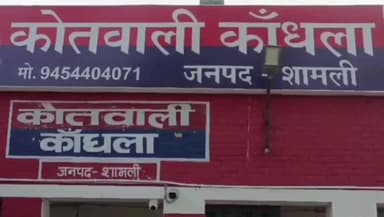 कोतवाली काँधला
मो. 9454404071 जनपद - शामली
कोतवाली
काँधला
जनपद- शामली